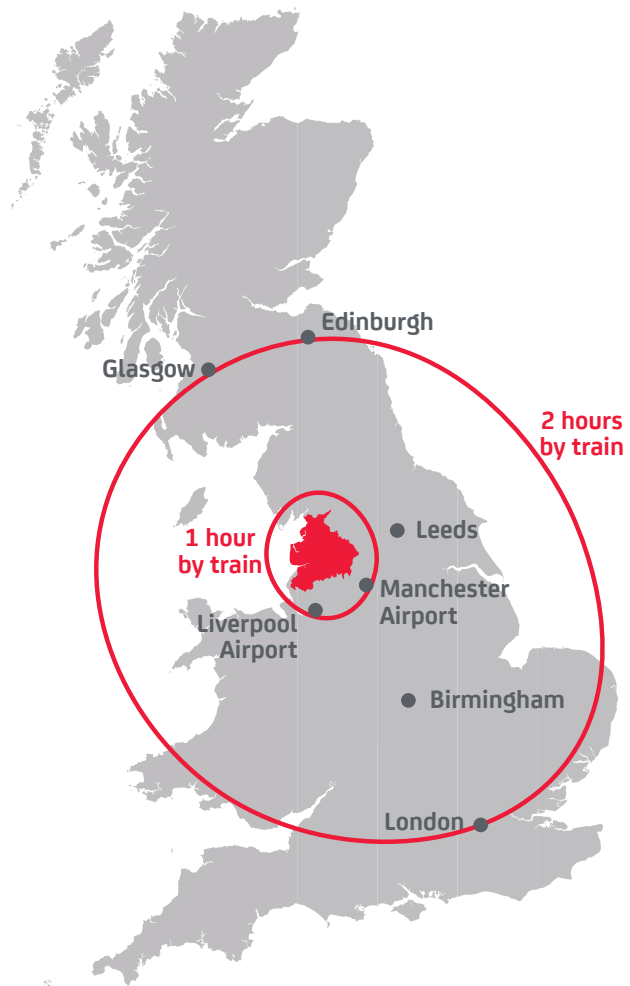 Edinburgh
Glasgow
2 hours
by train
Leeds
1 hour
by train
Manchester
Airport
Liverpool
Airport
Birmingham
London